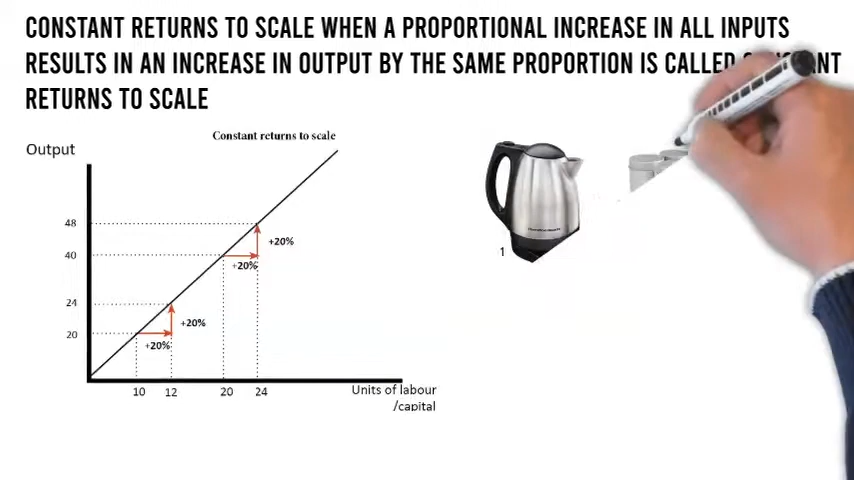 CONSTANT RETURNS TO SCALE WHEN A PROPORTIONAL INCREASE IN ALL INPUTS
RESULTS IN AN INCREASE IN OUTPUT BY THE SAME PROPORTION IS CALLED
RETURNS TO SCALE
Constant returns to scale
Output
48
+20%
40
+20%
24
+20%
20
+20%
10 12 20 24
Units of labour
/capital
1